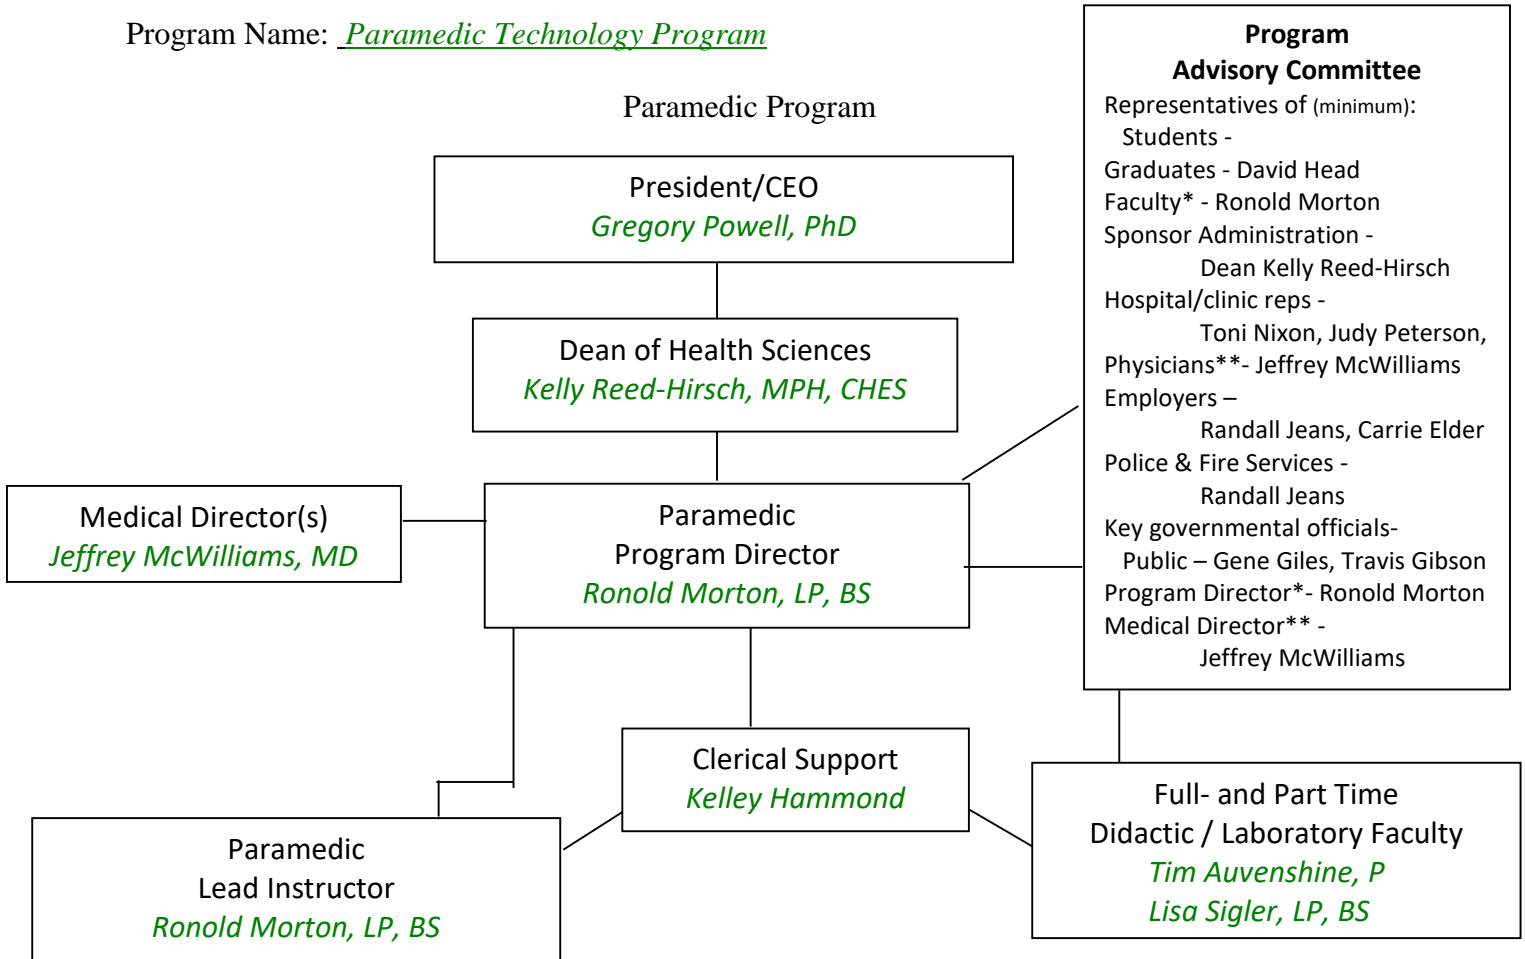 Program Name: Paramedic Technology Program
Paramedic Program
President/CEO
Gregory Powell, PhD
Dean of Health Sciences
Kelly Reed-Hirsch, MPH, CHES
Medical Director(s)
Jeffrey McWilliams, MD
Paramedic
Program Director
Ronold Morton, LP, BS
Program
Advisory Committee
Representatives of (minimum):
Students -
Graduates - David Head
Faculty* - Ronold Morton
Sponsor Administration -
Dean Kelly Reed-Hirsch
Hospital/clinic reps -
Toni Nixon, Judy Peterson,
Physicians**- Jeffrey McWilliams
Employers –
Randall Jeans, Carrie Elder
Police & Fire Services -
Randall Jeans
Key governmental officials-
Public – Gene Giles, Travis Gibson
Program Director*- Ronold Morton
Medical Director** -
Jeffrey McWilliams
Clerical Support
Kelley Hammond
Paramedic
Lead Instructor
Ronold Morton, LP, BS
Full- and Part Time
Didactic / Laboratory Faculty
Tim Auvenshine, P
Lisa Sigler, LP, BS